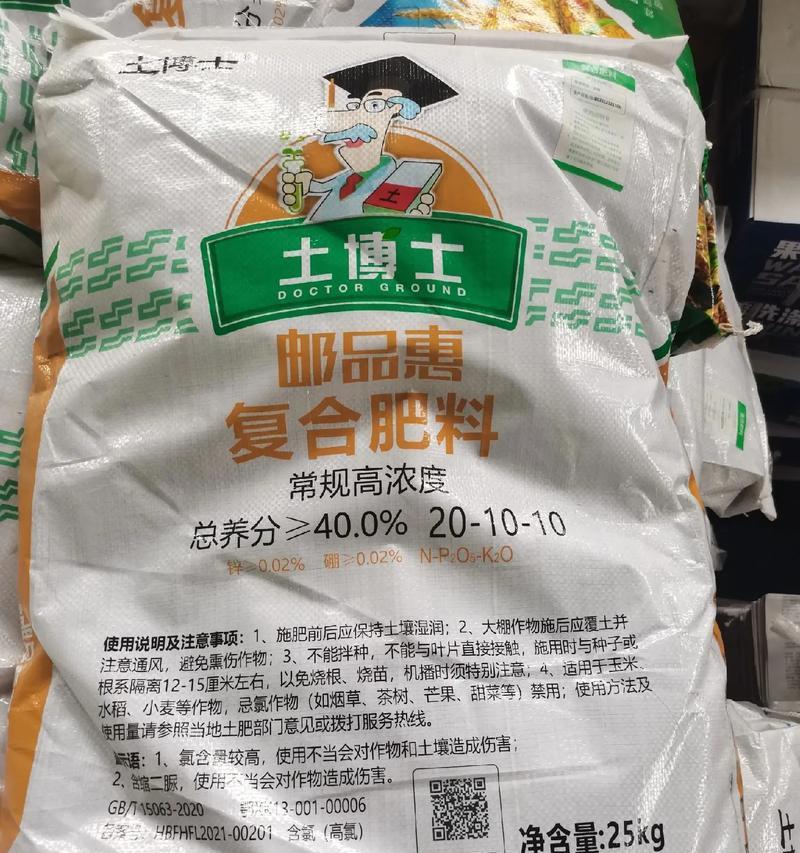 土博士
复合肥料
土
土博士
DOCTOR GROUND
邮品惠
复合肥料
常规高浓度
总养分≥40.0% 20-10-10
锌≥0.02% 硼≥0.02% N-P₂O₅-K₂O
使用说明及注意事项：1、施肥前后应保持土壤湿润；2、大棚作物施后应覆土并
注意通风，避免熏伤作物；3、不能拌种，不能与叶片直接接触，施用时与种子或
根系隔离12-15厘米左右，以免烧根、烧苗，机播时须特别注意；4、适用于玉米、
水稻、小麦等作物，忌氯作物（如烟草、茶树、芒果、甜菜等）禁用；使用方法及
使用量请参照当地土肥部门意见或拨打服务热线。
示语：1、氯含量较高，使用不当会对作物和土壤造成伤害；
2、含缩二脲，使用不当会对作物造成伤害。
GB/T 15063-2020 鄂XK13-001-00006
HBFHFL2021-00201 含氯（高氯）
净含量:25kg
果